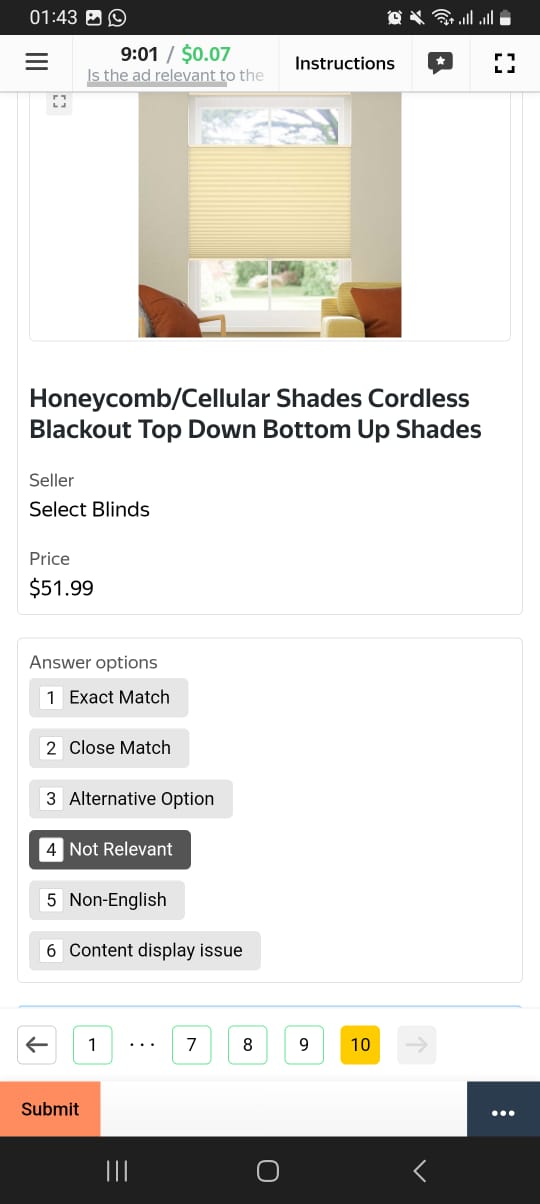 01:43
9:01 / $0.07
Is the ad relevant to the
Instructions
Honeycomb/Cellular Shades Cordless
Blackout Top Down Bottom Up Shades
Seller
Select Blinds
Price
$51.99
Answer options
1 Exact Match
2 Close Match
3 Alternative Option
4 Not Relevant
5 Non-English
6 Content display issue
1 ... 7 8 9 10
Submit